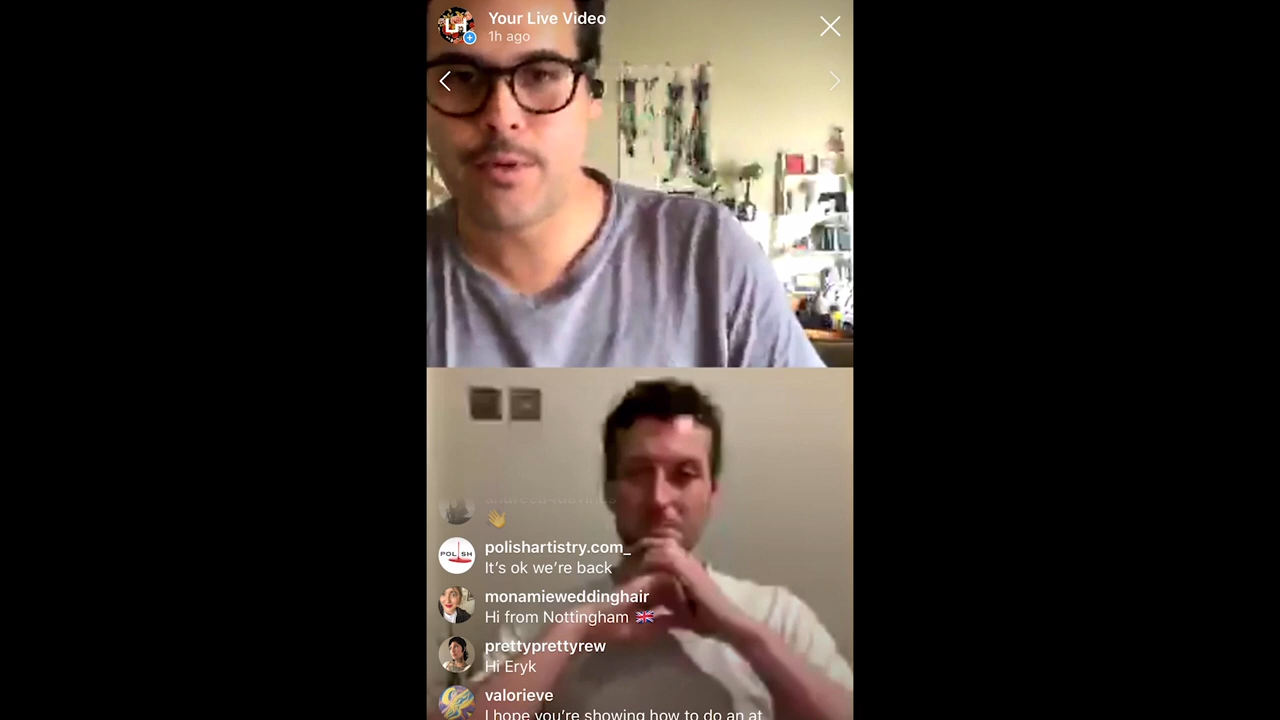 Your Live Video
1h ago
👋
POLISH
polishartistry.com_
It's ok we're back
monamieweddinghair
Hi from Nottingham 🇬🇧
prettyprettyrew
Hi Eryk
valorieve
I hope you're showing how to do an at